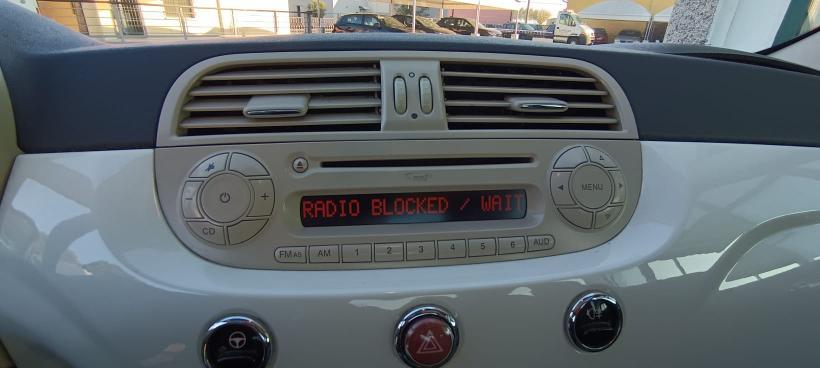 RADIO BLOCKED / WAIT
+
MENU
CD
FM AS
AM
1
2
3
4
5
6
AUD